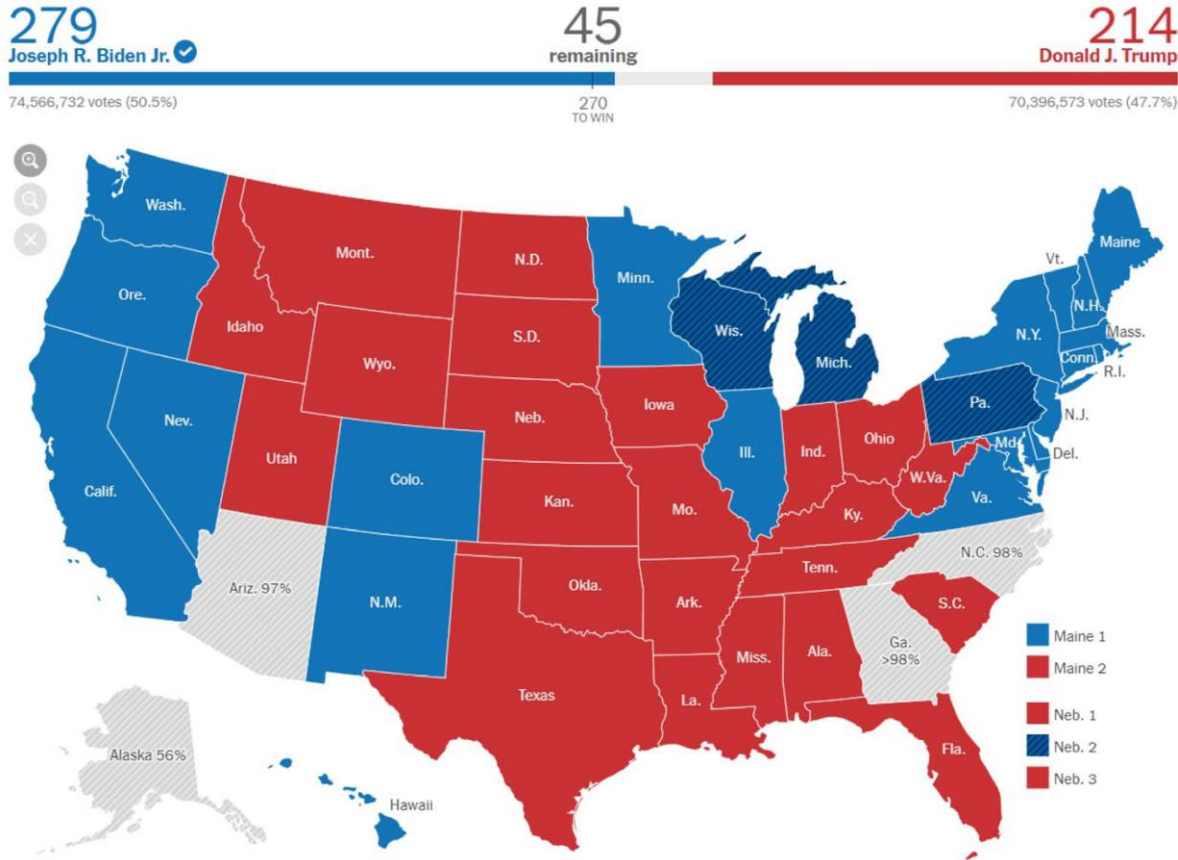 279
Joseph R. Biden Jr.
45
remaining
214
Donald J. Trump
74,566,732 votes (50.5%)
270
TO WIN
70,396,573 votes (47.7%)
Wash.
Mont.
N.D.
Minn.
Maine
Vt.
Ore.
Idaho
S.D.
Wis.
Mich.
N.Y.
N.H.
Mass.
Wyo.
Conn.
R.I.
Nev.
Neb.
Iowa
Pa.
N.J.
Utah
Colo.
Ill.
Ind.
Ohio
Md.
Del.
Calif.
Kan.
Mo.
W.Va.
Va.
Ky.
Ariz. 97%
N.M.
Okla.
Ark.
Tenn.
N.C. 98%
S.C.
Miss.
Ala.
Ga.
>98%
Texas
La.
Fla.
Alaska 56%
Hawaii
Maine 1
Maine 2
Neb. 1
Neb. 2
Neb. 3